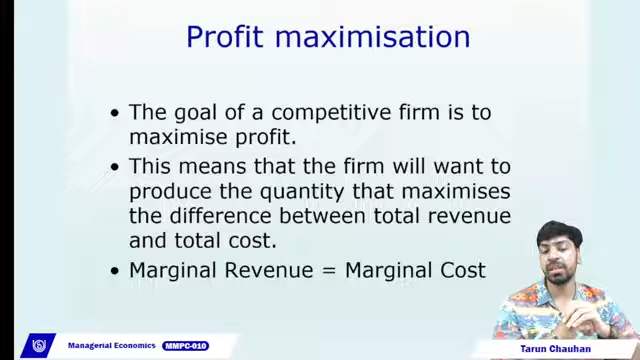 Profit maximisation
• The goal of a competitive firm is to
maximise profit.
• This means that the firm will want to
produce the quantity that maximises
the difference between total revenue
and total cost.
• Marginal Revenue = Marginal Cost
Managerial Economics MMPC-010
Tarun Chauhan